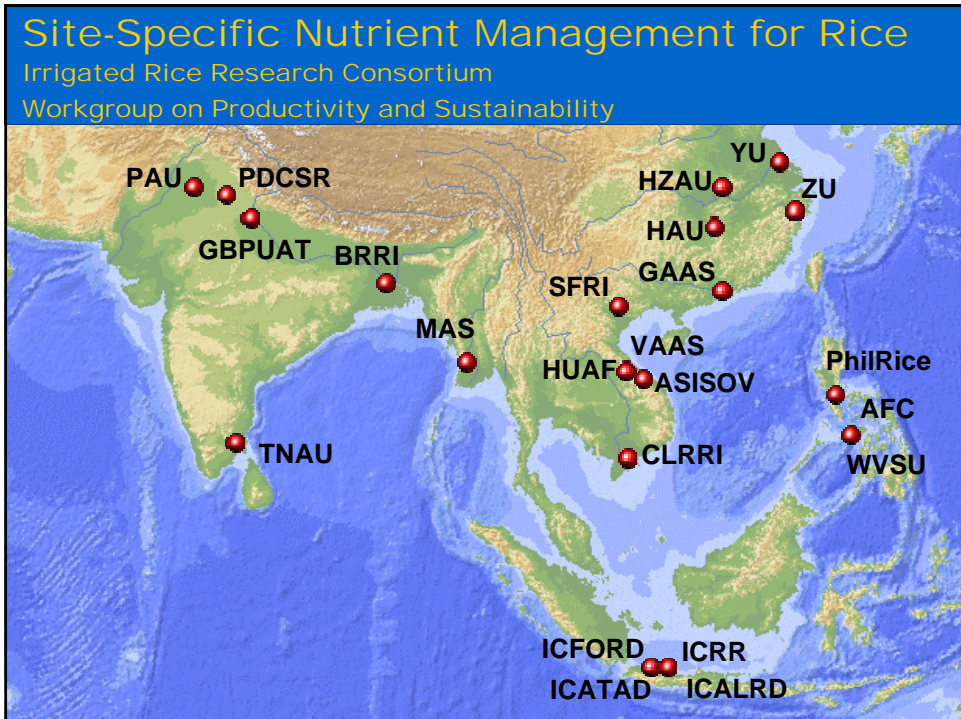 Site-Specific Nutrient Management for Rice
Irrigated Rice Research Consortium
Workgroup on Productivity and Sustainability
YU
PAU
PDCSR
HZAU
ZU
HAU
GBPUAT
BRRI
GAAS
SFRI
MAS
VAAS
HUAF
ASISOV
PhilRice
AFC
TNAU
CLRRI
WVSU
ICFORD
ICRR
ICATAD
ICALRD